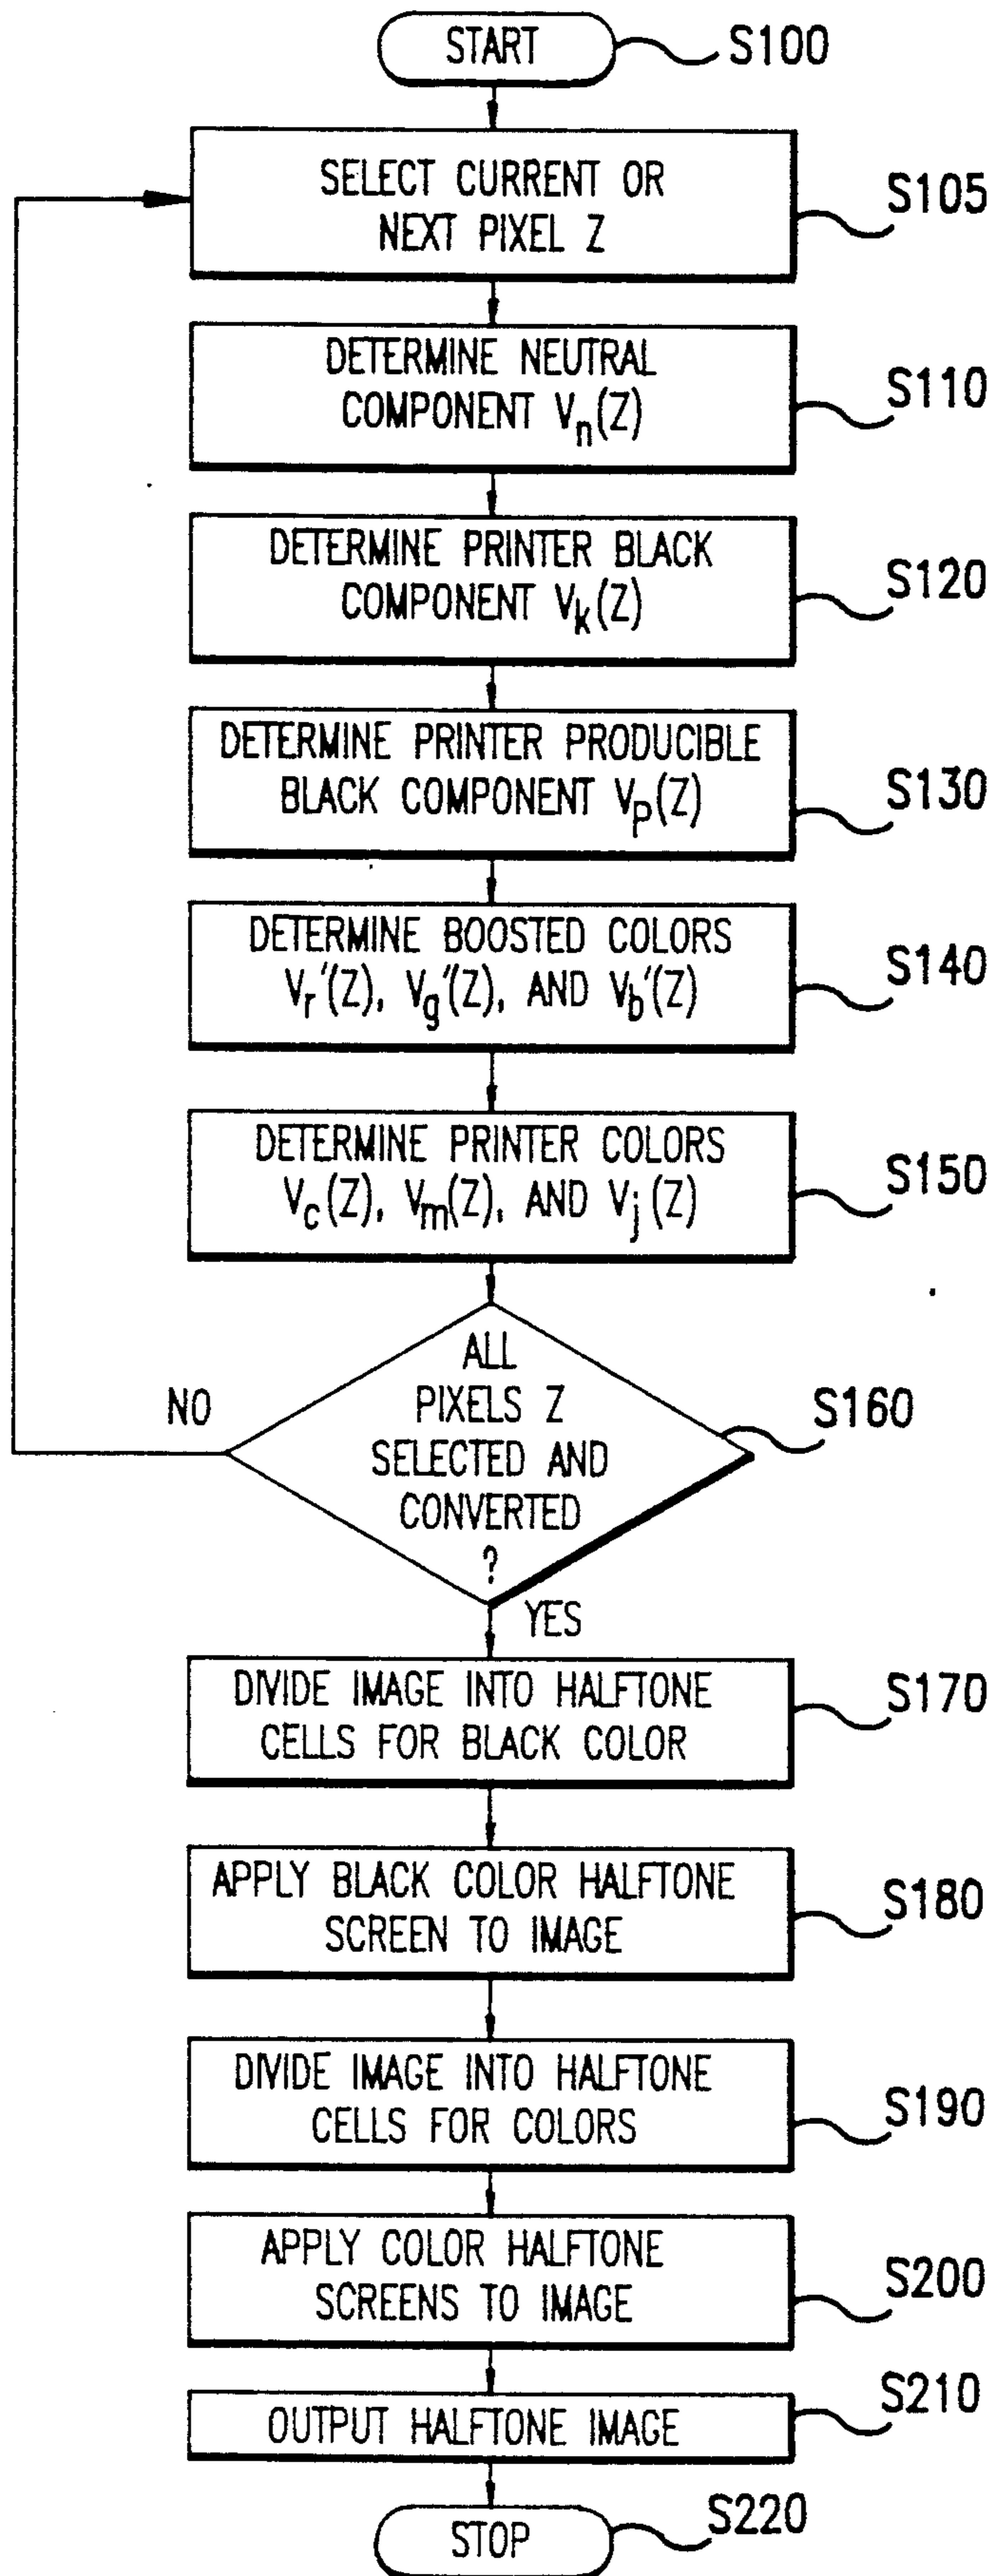 START
S100
SELECT CURRENT OR
NEXT PIXEL Z
S105
DETERMINE NEUTRAL
COMPONENT Vn(Z)
S110
DETERMINE PRINTER BLACK
COMPONENT Vk(Z)
S120
DETERMINE PRINTER PRODUCIBLE
BLACK COMPONENT Vp(Z)
S130
DETERMINE BOOSTED COLORS
Vr'(Z), Vg'(Z), AND Vb'(Z)
S140
DETERMINE PRINTER COLORS
Vc(Z), Vm(Z), AND Vj(Z)
S150
ALL
PIXELS Z
SELECTED AND
CONVERTED
?
S160
NO
YES
DIVIDE IMAGE INTO HALFTONE
CELLS FOR BLACK COLOR
S170
APPLY BLACK COLOR HALFTONE
SCREEN TO IMAGE
S180
DIVIDE IMAGE INTO HALFTONE
CELLS FOR COLORS
S190
APPLY COLOR HALFTONE
SCREENS TO IMAGE
S200
OUTPUT HALFTONE IMAGE
S210
STOP
S220